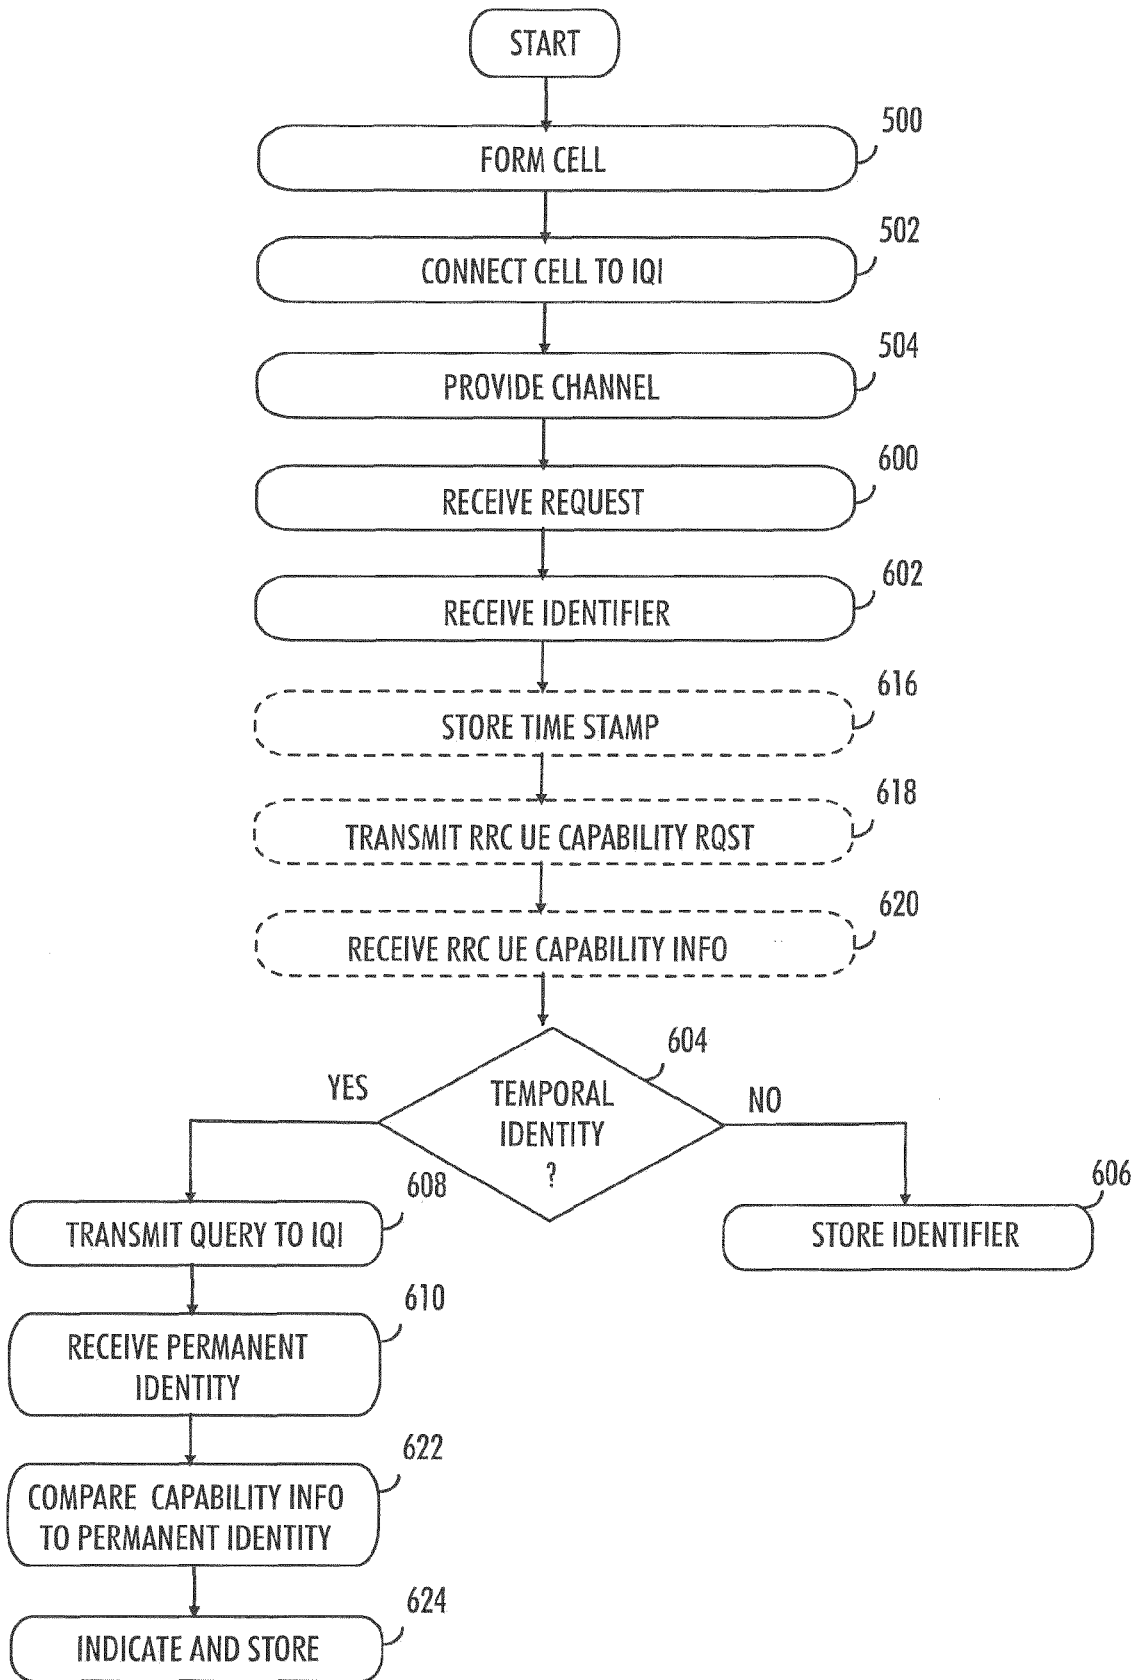 START
500
FORM CELL
502
CONNECT CELL TO IQI
504
PROVIDE CHANNEL
600
RECEIVE REQUEST
602
RECEIVE IDENTIFIER
616
STORE TIME STAMP
618
TRANSMIT RRC UE CAPABILITY RQST
620
RECEIVE RRC UE CAPABILITY INFO
604
YES
TEMPORAL
IDENTITY
?
NO
608
TRANSMIT QUERY TO IQI
606
STORE IDENTIFIER
610
RECEIVE PERMANENT
IDENTITY
622
COMPARE CAPABILITY INFO
TO PERMANENT IDENTITY
624
INDICATE AND STORE